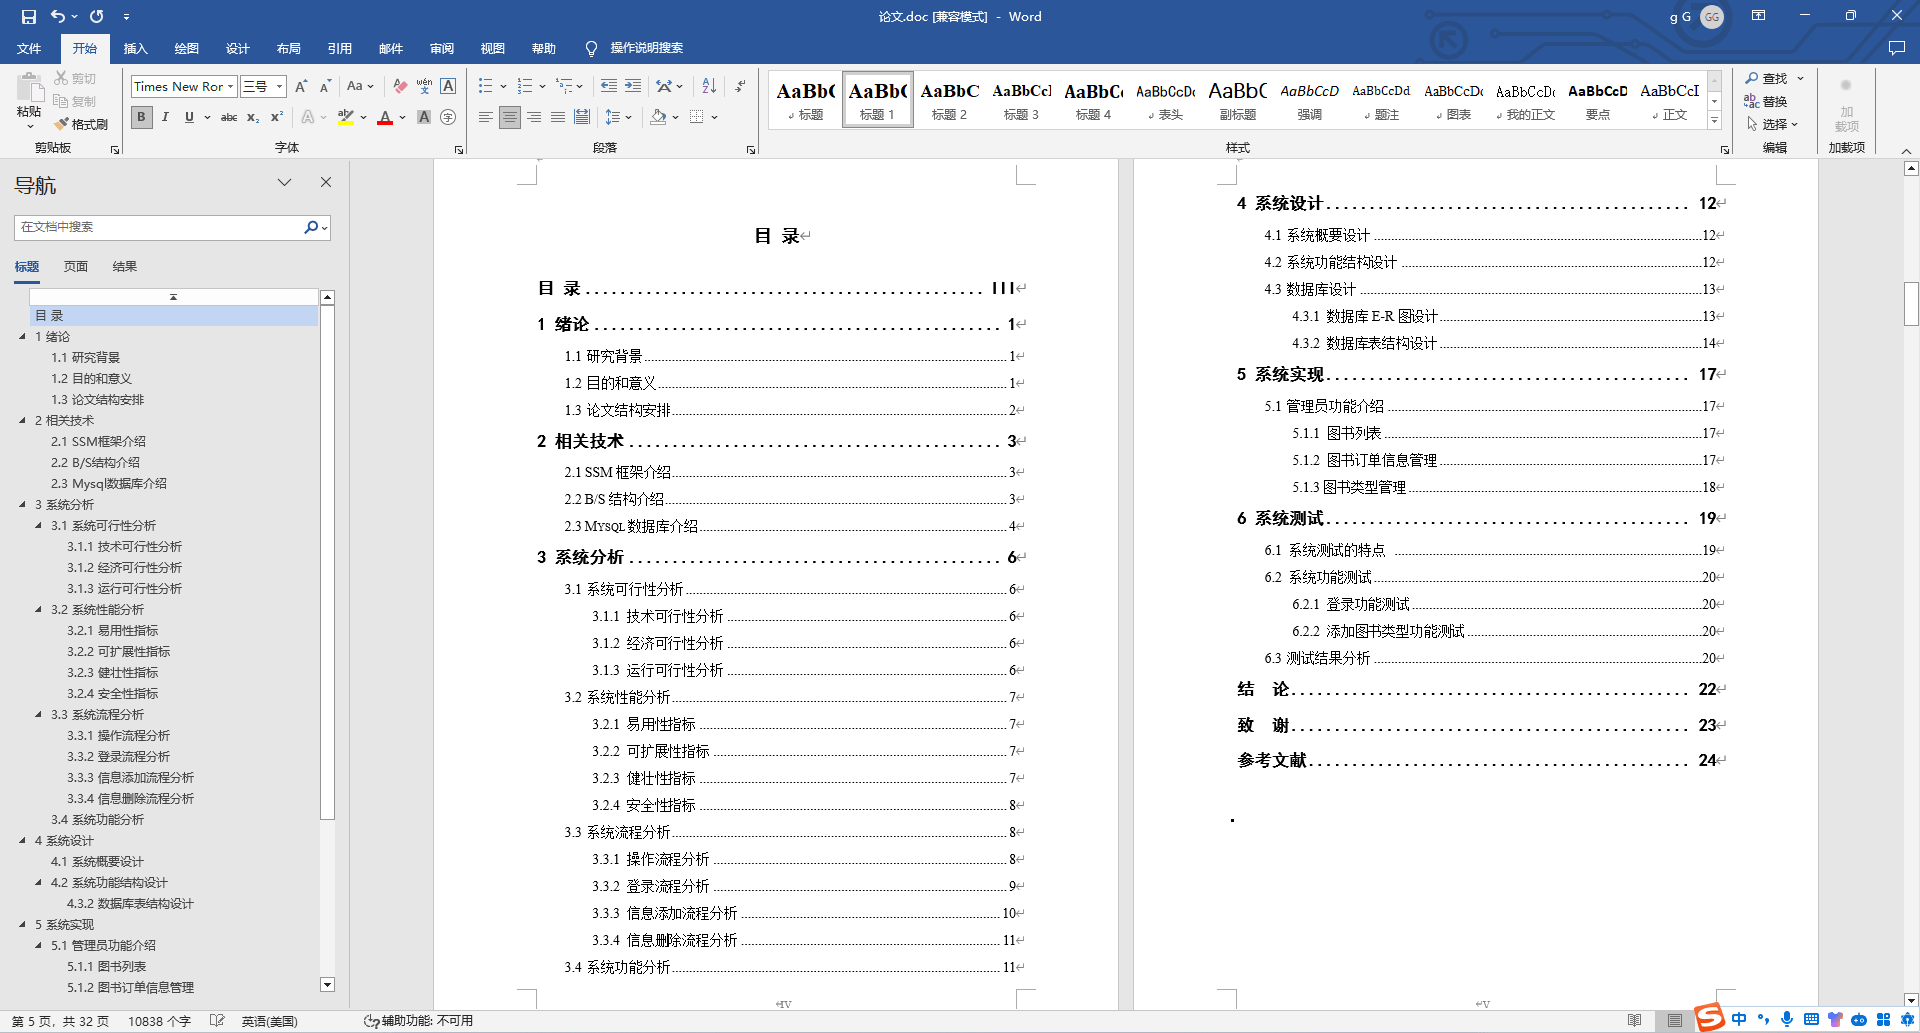 论文.doc [兼容模式] - Word
g G GG
文件 开始 插入 绘图 设计 布局 引用 邮件 审阅 视图 帮助 操作说明搜索
粘贴 剪切 复制 格式刷
剪贴板
Times New Ror 三号 A A Aa wén 文 A
B I U abc x₂ x² A aby A A 字
字体
段落
AaBb( 标题
AaBb( 标题 1
AaBbC 标题 2
AaBbCcI 标题 3
AaBbCc 标题 4
AaBbCcDc 表头
AaBbC 副标题
AaBbCcD 强调
AaBbCcDd 题注
AaBbCcDc 图表
AaBbCcDc 我的正文
AaBbCcD 要点
AaBbCcI 正文
样式
查找
替换
选择
编辑
加载项
加载项
导航
在文档中搜索
标题 页面 结果
目 录
1 绪论
1.1 研究背景
1.2 目的和意义
1.3 论文结构安排
2 相关技术
2.1 SSM框架介绍
2.2 B/S结构介绍
2.3 Mysql数据库介绍
3 系统分析
3.1 系统可行性分析
3.1.1 技术可行性分析
3.1.2 经济可行性分析
3.1.3 运行可行性分析
3.2 系统性能分析
3.2.1 易用性指标
3.2.2 可扩展性指标
3.2.3 健壮性指标
3.2.4 安全性指标
3.3 系统流程分析
3.3.1 操作流程分析
3.3.2 登录流程分析
3.3.3 信息添加流程分析
3.3.4 信息删除流程分析
3.4 系统功能分析
4 系统设计
4.1 系统概要设计
4.2 系统功能结构设计
4.3.2 数据库表结构设计
5 系统实现
5.1 管理员功能介绍
5.1.1 图书列表
5.1.2 图书订单信息管理
目 录
目 录 III
1 绪论 1
1.1 研究背景 1
1.2 目的和意义 1
1.3 论文结构安排 2
2 相关技术 3
2.1 SSM 框架介绍 3
2.2 B/S 结构介绍 3
2.3 MYSQL 数据库介绍 4
3 系统分析 6
3.1 系统可行性分析 6
3.1.1 技术可行性分析 6
3.1.2 经济可行性分析 6
3.1.3 运行可行性分析 6
3.2 系统性能分析 7
3.2.1 易用性指标 7
3.2.2 可扩展性指标 7
3.2.3 健壮性指标 7
3.2.4 安全性指标 8
3.3 系统流程分析 8
3.3.1 操作流程分析 8
3.3.2 登录流程分析 9
3.3.3 信息添加流程分析 10
3.3.4 信息删除流程分析 11
3.4 系统功能分析 11
IV
4 系统设计 12
4.1 系统概要设计 12
4.2 系统功能结构设计 12
4.3 数据库设计 13
4.3.1 数据库 E-R 图设计 13
4.3.2 数据库表结构设计 14
5 系统实现 17
5.1 管理员功能介绍 17
5.1.1 图书列表 17
5.1.2 图书订单信息管理 17
5.1.3 图书类型管理 18
6 系统测试 19
6.1 系统测试的特点 19
6.2 系统功能测试 20
6.2.1 登录功能测试 20
6.2.2 添加图书类型功能测试 20
6.3 测试结果分析 20
结 论 22
致 谢 23
参考文献 24
V
第 5 页，共 32 页 10838 个字 英语(美国) 辅助功能: 不可用
S 中